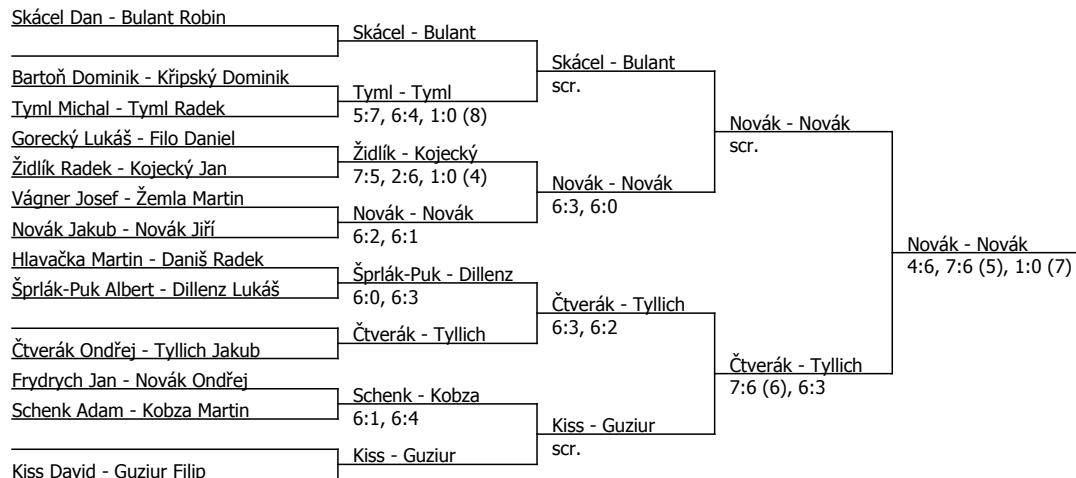 Skácel Dan - Bulant Robin
Bartoň Dominik - Křipský Dominik
Tyml Michal - Tyml Radek
Gorecký Lukáš - Filo Daniel
Židlík Radek - Kojecký Jan
Vágner Josef - Žemla Martin
Novák Jakub - Novák Jiří
Hlavačka Martin - Daniš Radek
Šprlák-Puk Albert - Dillenz Lukáš
Čtverák Ondřej - Tyllich Jakub
Frydrych Jan - Novák Ondřej
Schenk Adam - Kobza Martin
Kiss David - Guziur Filip
Skácel - Bulant
Tyml - Tyml
5:7, 6:4, 1:0 (8)
Židlík - Kojecký
7:5, 2:6, 1:0 (4)
Novák - Novák
6:2, 6:1
Šprlák-Puk - Dillenz
6:0, 6:3
Čtverák - Tyllich
Schenk - Kobza
6:1, 6:4
Kiss - Guziur
Skácel - Bulant
scr.
Novák - Novák
6:3, 6:0
Čtverák - Tyllich
6:3, 6:2
Kiss - Guziur
scr.
Novák - Novák
scr.
Čtverák - Tyllich
7:6 (6), 6:3
Novák - Novák
4:6, 7:6 (5), 1:0 (7)